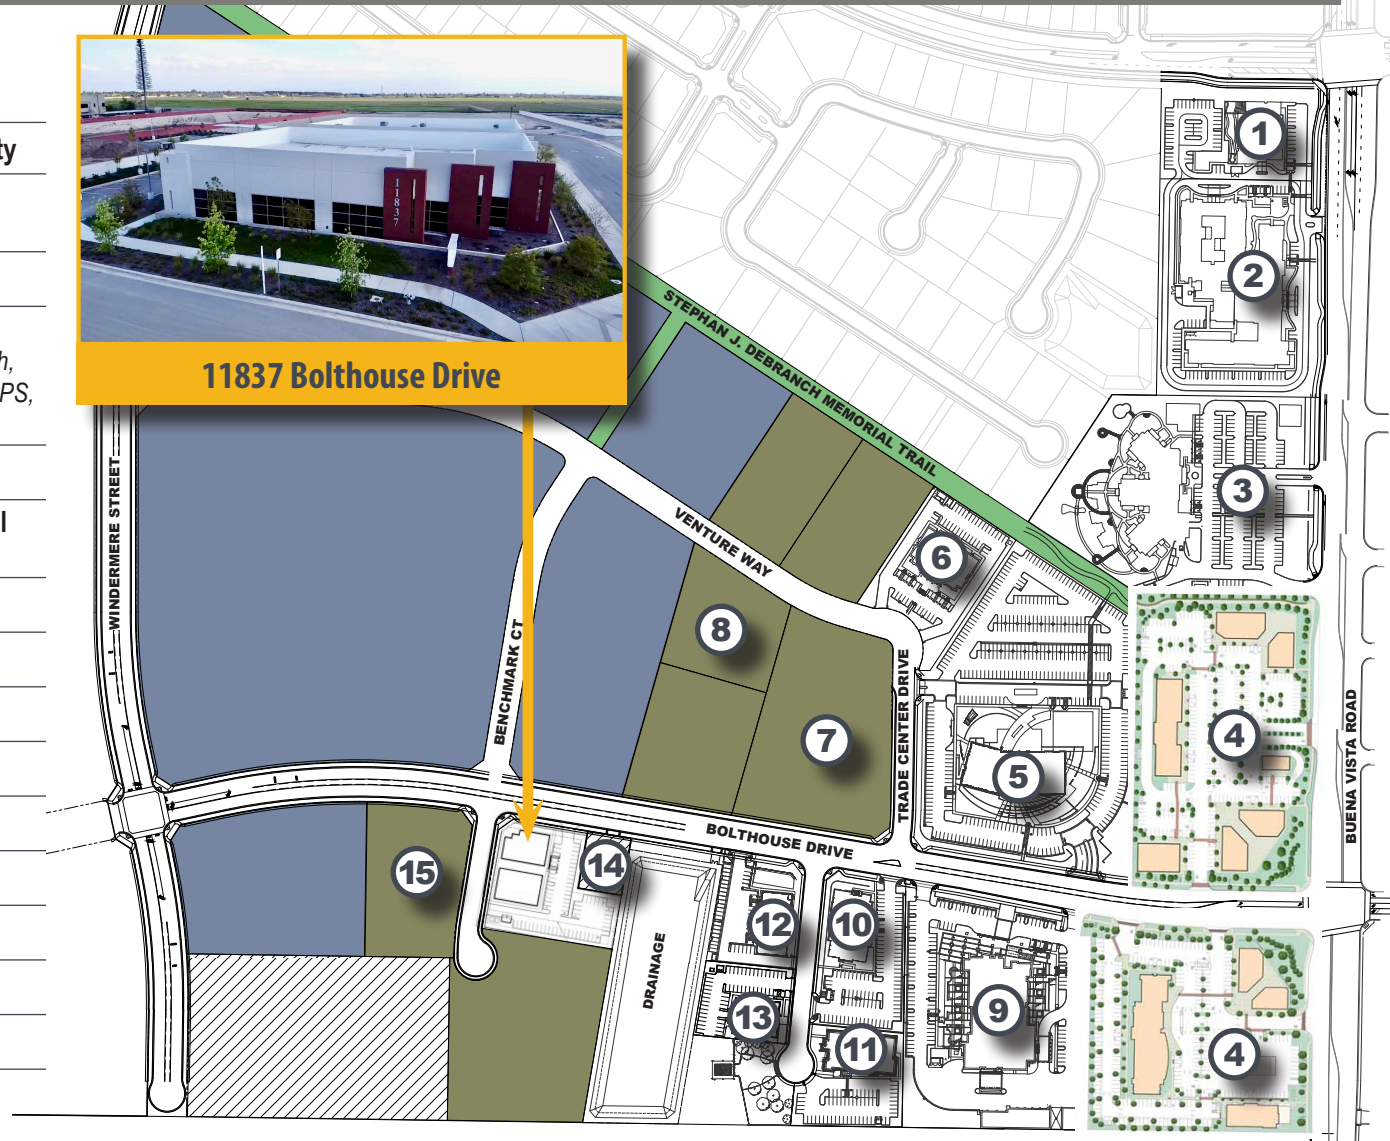 ty
h,
PS,
l
11837
11837 Bolthouse Drive
STEPHAN J. DEBRANCH MEMORIAL TRAIL
WINDERMERE STREET
VENTURE WAY
BENCHMARK CT
TRADE CENTER DRIVE
BUENA VISTA ROAD
BOLTHOUSE DRIVE
DRAINAGE
1
2
3
6
8
7
4
5
15
14
12
10
9
13
11
4